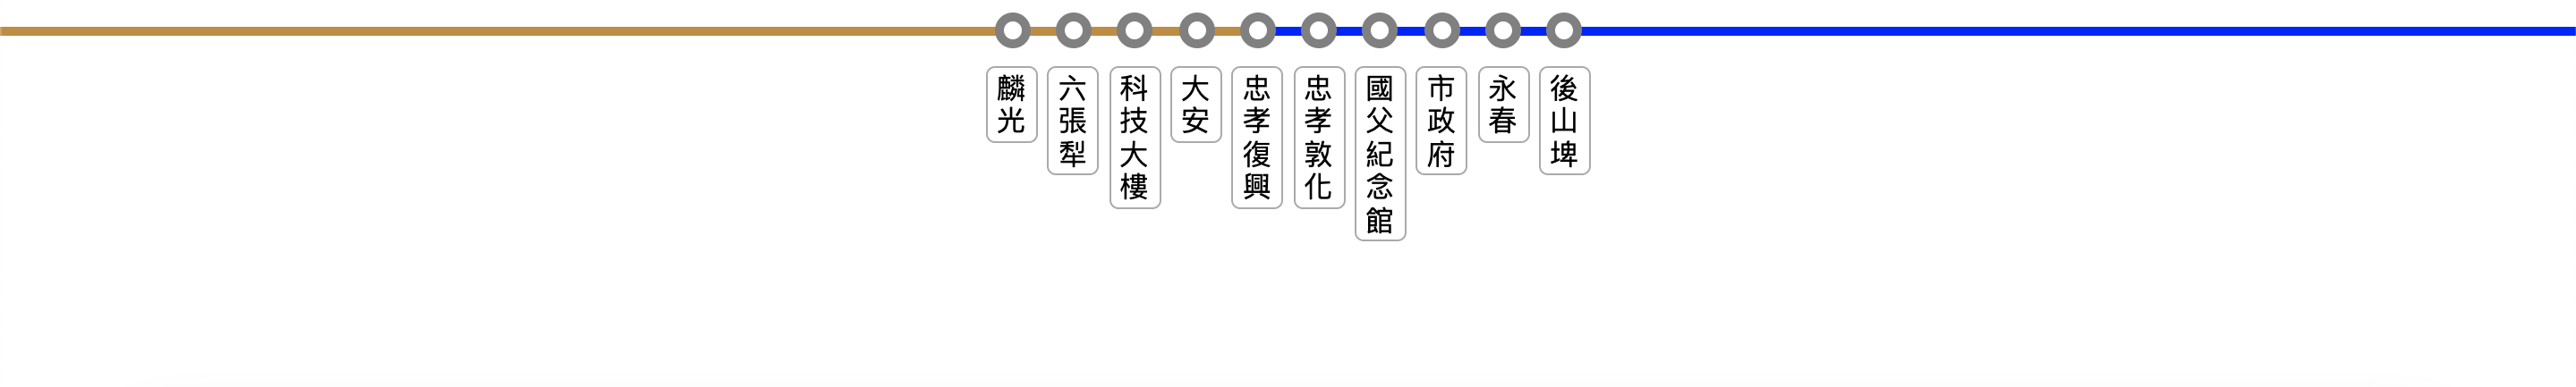 麟光
六張犁
科技大樓
大安
忠孝復興
忠孝敦化
國父紀念館
市政府
永春
後山埤